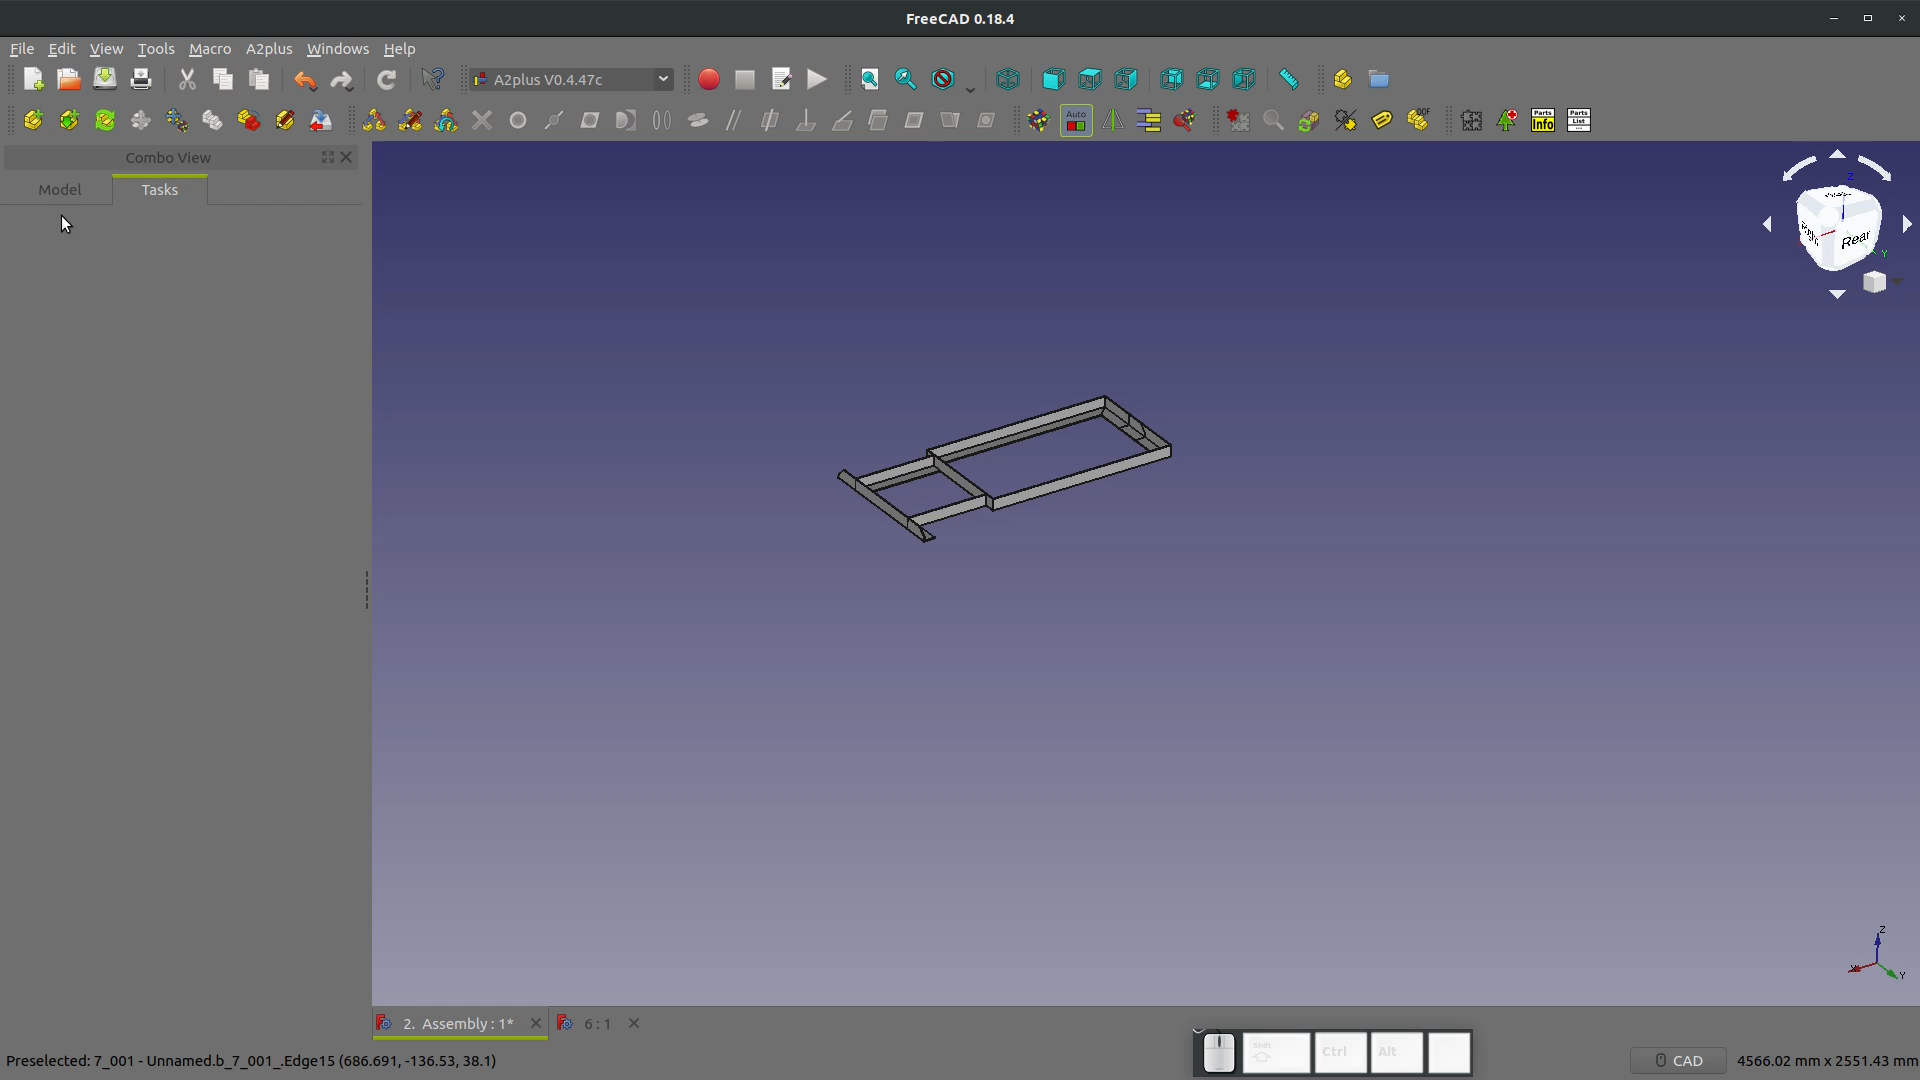 FreeCAD 0.18.4
File Edit View Tools Macro A2plus Windows Help
A2plus V0.4.47c
Auto
DOF
Parts Info
Parts List
Combo View
Model Tasks
Z
Rear
Y
Z
Y
2. Assembly : 1*
6 : 1
Shift
Ctrl
Alt
Preselected: 7_001 - Unnamed.b_7_001_.Edge15 (686.691, -136.53, 38.1)
CAD
4566.02 mm x 2551.43 mm